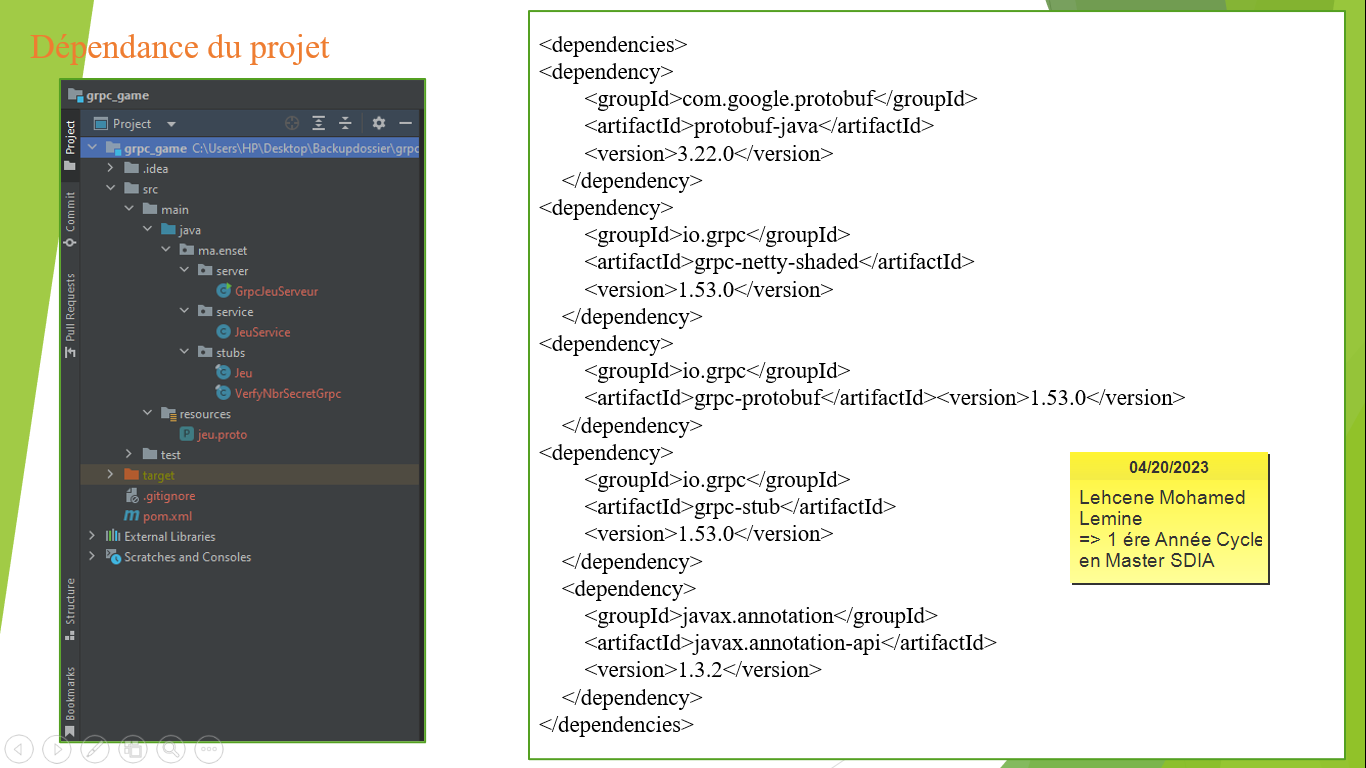 Dépendance du projet
grpc_game
Project
grpc_game C:\Users\HP\Desktop\Backupdossier\grpc
.idea
src
main
java
ma.enset
server
GrpcJeuServeur
service
JeuService
stubs
Jeu
VerfyNbrSecretGrpc
resources
jeu.proto
test
target
.gitignore
pom.xml
External Libraries
Scratches and Consoles
Project
Commit
Pull Requests
Structure
Bookmarks
<dependencies>
<dependency>
<groupId>com.google.protobuf</groupId>
<artifactId>protobuf-java</artifactId>
<version>3.22.0</version>
</dependency>
<dependency>
<groupId>io.grpc</groupId>
<artifactId>grpc-netty-shaded</artifactId>
<version>1.53.0</version>
</dependency>
<dependency>
<groupId>io.grpc</groupId>
<artifactId>grpc-protobuf</artifactId><version>1.53.0</version>
</dependency>
<dependency>
<groupId>io.grpc</groupId>
<artifactId>grpc-stub</artifactId>
<version>1.53.0</version>
</dependency>
<dependency>
<groupId>javax.annotation</groupId>
<artifactId>javax.annotation-api</artifactId>
<version>1.3.2</version>
</dependency>
</dependencies>
04/20/2023
Lehcene Mohamed
Lemine
=> 1 ére Année Cycle
en Master SDIA